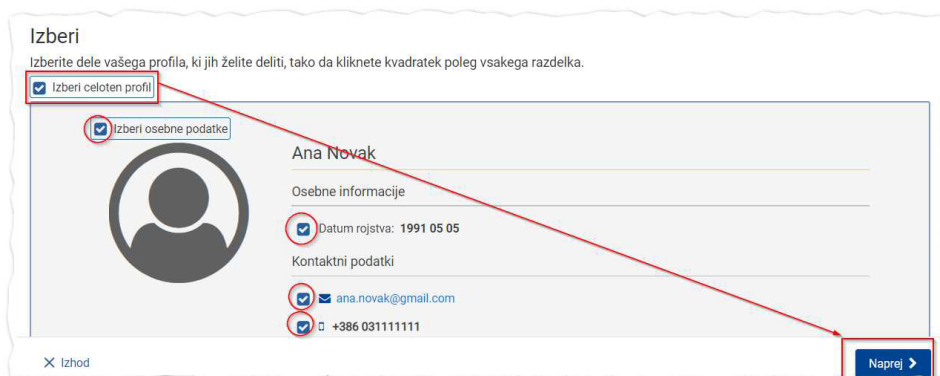 Izberi
Izberite dele vašega profila, ki jih želite deliti, tako da kliknete kvadratek poleg vsakega razdelka.
Izberi celoten profil
Izberi osebne podatke
Ana Novak
Osebne informacije
Datum rojstva: 1991 05 05
Kontaktni podatki
ana.novak@gmail.com
+386 031111111
Izhod
Naprej